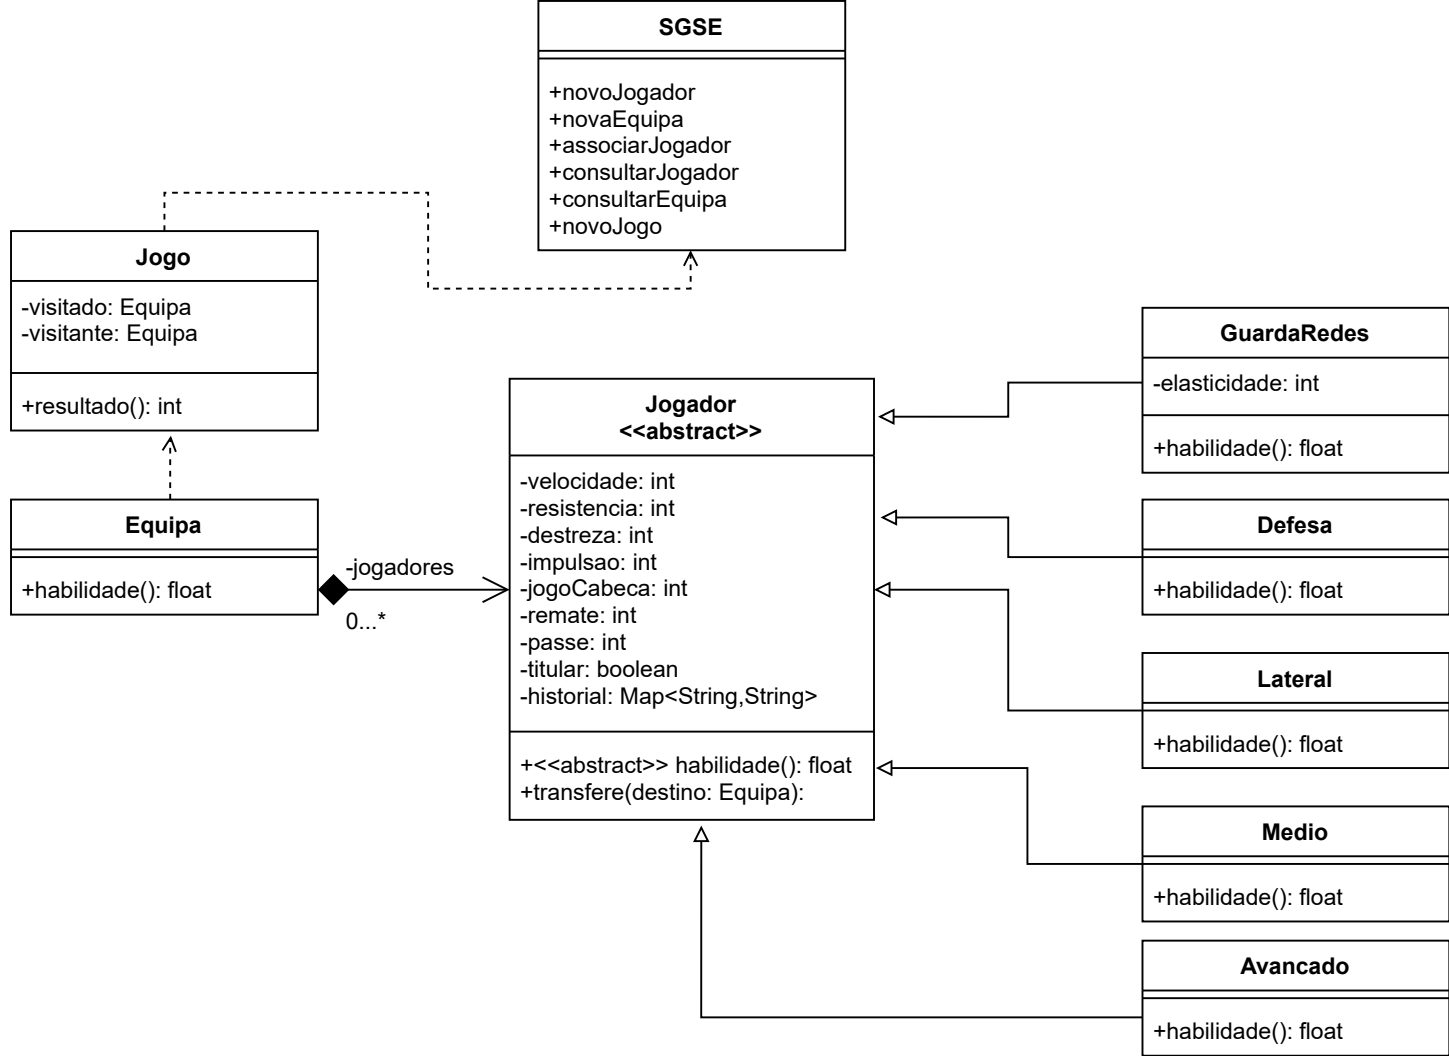 SGSE
+novoJogador
+novaEquipa
+associarJogador
+consultarJogador
+consultarEquipa
+novoJogo
Jogo
-visitado: Equipa
-visitante: Equipa
+resultado(): int
Equipa
+habilidade(): float
-jogadores
0...*
Jogador
<<abstract>>
-velocidade: int
-resistencia: int
-destreza: int
-impulsao: int
-jogoCabeca: int
-remate: int
-passe: int
-titular: boolean
-historial: Map<String,String>
+<<abstract>> habilidade(): float
+transfere(destino: Equipa):
GuardaRedes
-elasticidade: int
+habilidade(): float
Defesa
+habilidade(): float
Lateral
+habilidade(): float
Medio
+habilidade(): float
Avancado
+habilidade(): float